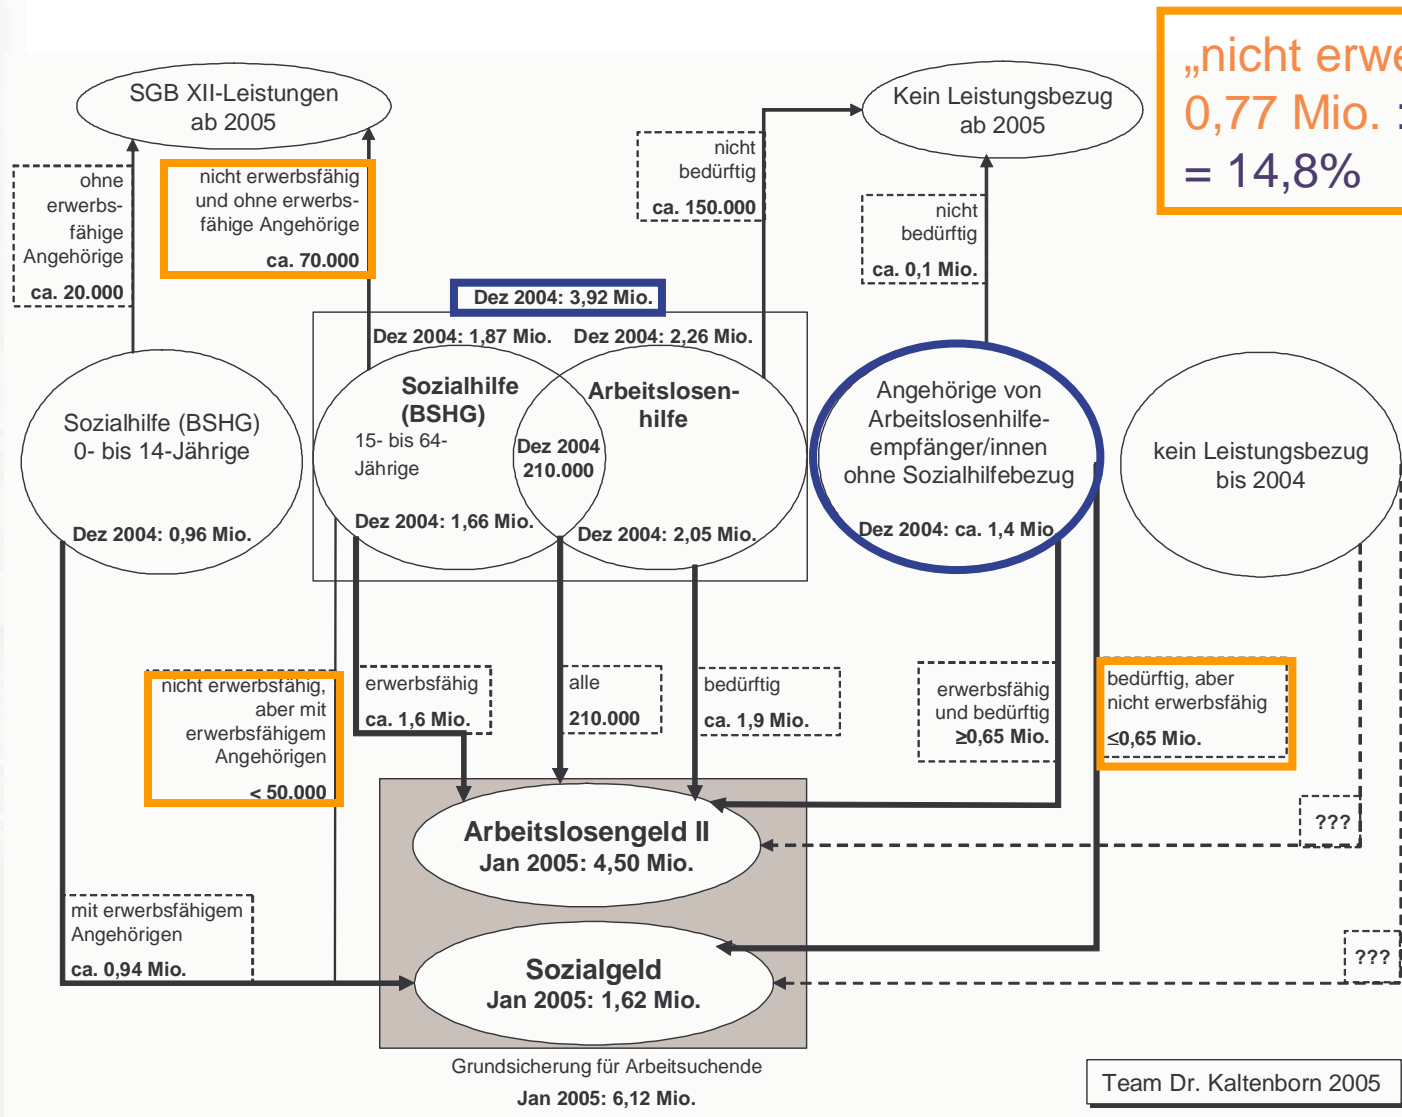 „nicht erwe
0,77 Mio. :
= 14,8%
SGB XII-Leistungen
ab 2005
Kein Leistungsbezug
ab 2005
ohne
erwerbs-
fähige
Angehörige
ca. 20.000
nicht erwerbsfähig
und ohne erwerbs-
fähige Angehörige
ca. 70.000
nicht
bedürftig
ca. 150.000
nicht
bedürftig
ca. 0,1 Mio.
Dez 2004: 3,92 Mio.
Dez 2004: 1,87 Mio.
Dez 2004: 2,26 Mio.
Sozialhilfe (BSHG)
0- bis 14-Jährige
Dez 2004: 0,96 Mio.
Sozialhilfe
(BSHG)
15- bis 64-
Jährige
Dez 2004: 1,66 Mio.
Dez 2004
210.000
Arbeitslosen-
hilfe
Dez 2004: 2,05 Mio.
Angehörige von
Arbeitslosenhilfe-
empfänger/innen
ohne Sozialhilfebezug
Dez 2004: ca. 1,4 Mio.
kein Leistungsbezug
bis 2004
nicht erwerbsfähig,
aber mit
erwerbsfähigem
Angehörigen
< 50.000
erwerbsfähig
ca. 1,6 Mio.
alle
210.000
bedürftig
ca. 1,9 Mio.
erwerbsfähig
und bedürftig
≥0,65 Mio.
bedürftig, aber
nicht erwerbsfähig
≤0,65 Mio.
???
Arbeitslosengeld II
Jan 2005: 4,50 Mio.
mit erwerbsfähigem
Angehörigen
ca. 0,94 Mio.
???
Sozialgeld
Jan 2005: 1,62 Mio.
Grundsicherung für Arbeitsuchende
Jan 2005: 6,12 Mio.
Team Dr. Kaltenborn 2005